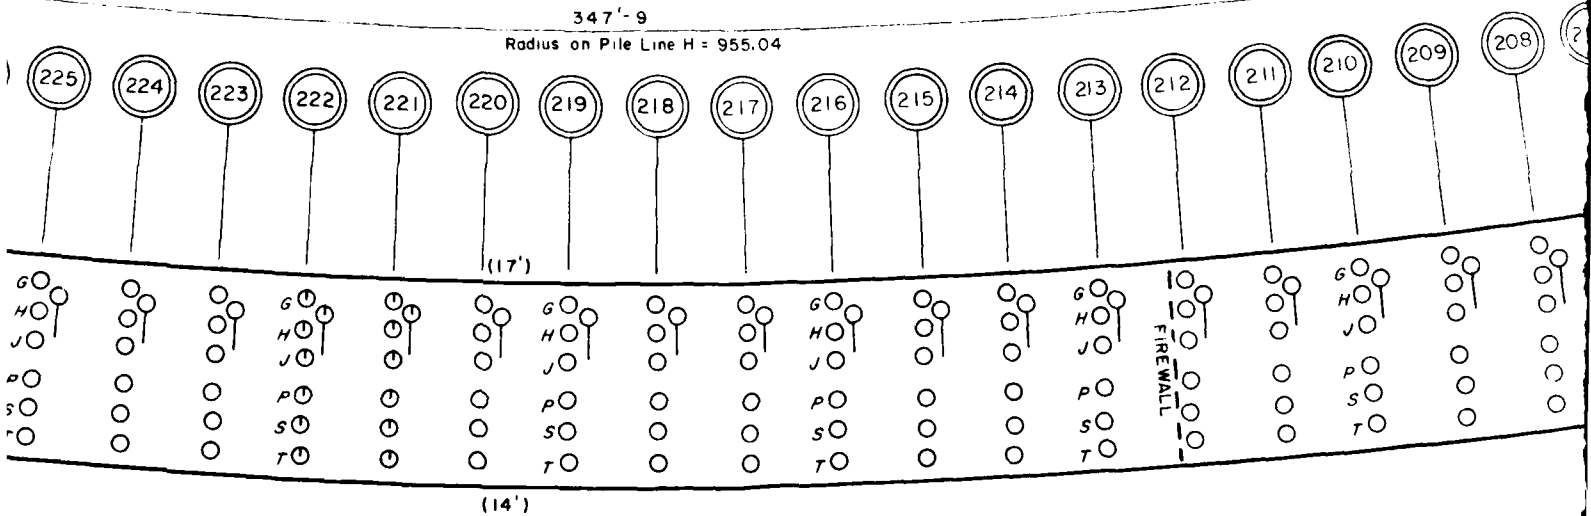 347'-9
Radius on Pile Line H = 955.04
225 224 223 222 221 220 219 218 217 216 215 214 213 212 211 210 209 208
(17')
G G G G G G
H H H H H H
J J J J J J
P P P P P P
S S S S S S
T T T T T
FIREWALL
(14')